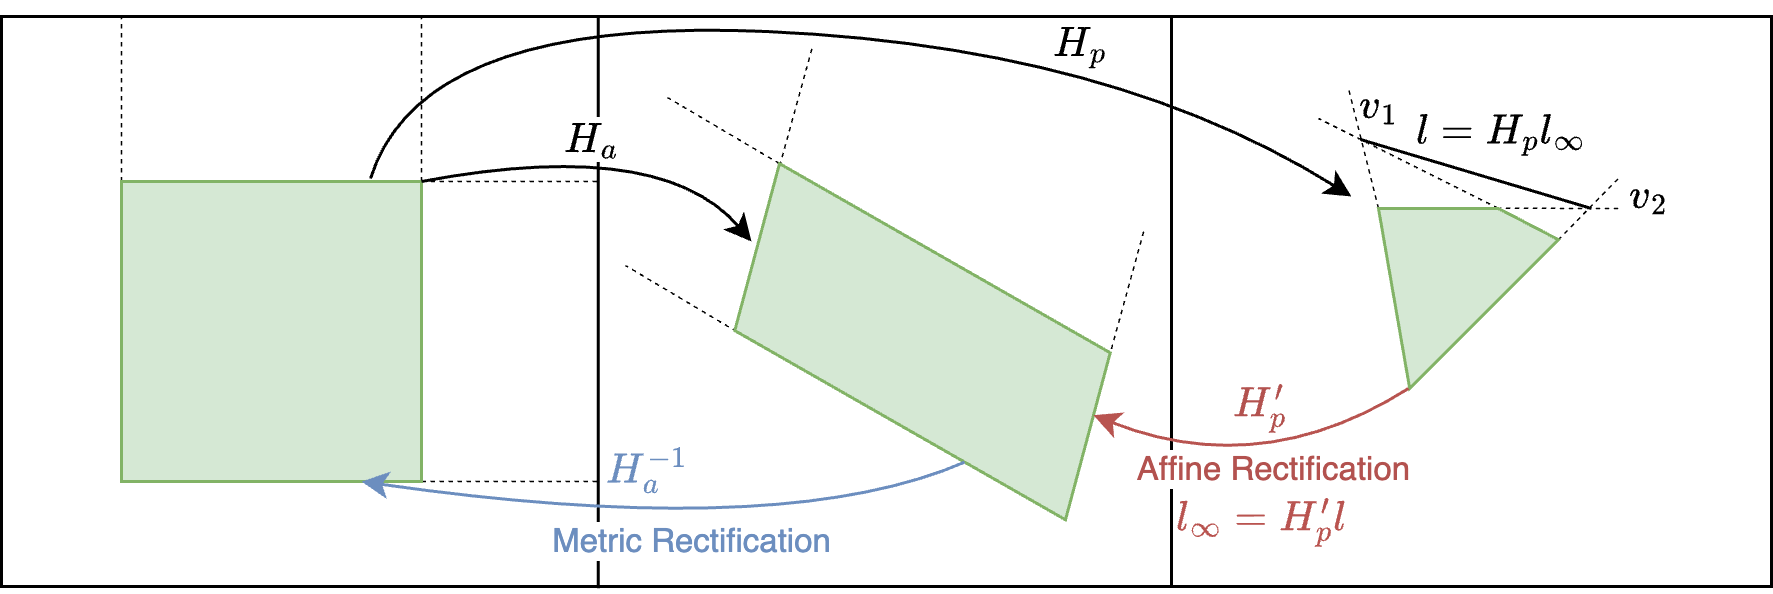 H_p
H_a
v_1
l = H_p l_∞
v_2
H'_p
H_a^{-1}
Affine Rectification
l_∞ = H'_p l
Metric Rectification